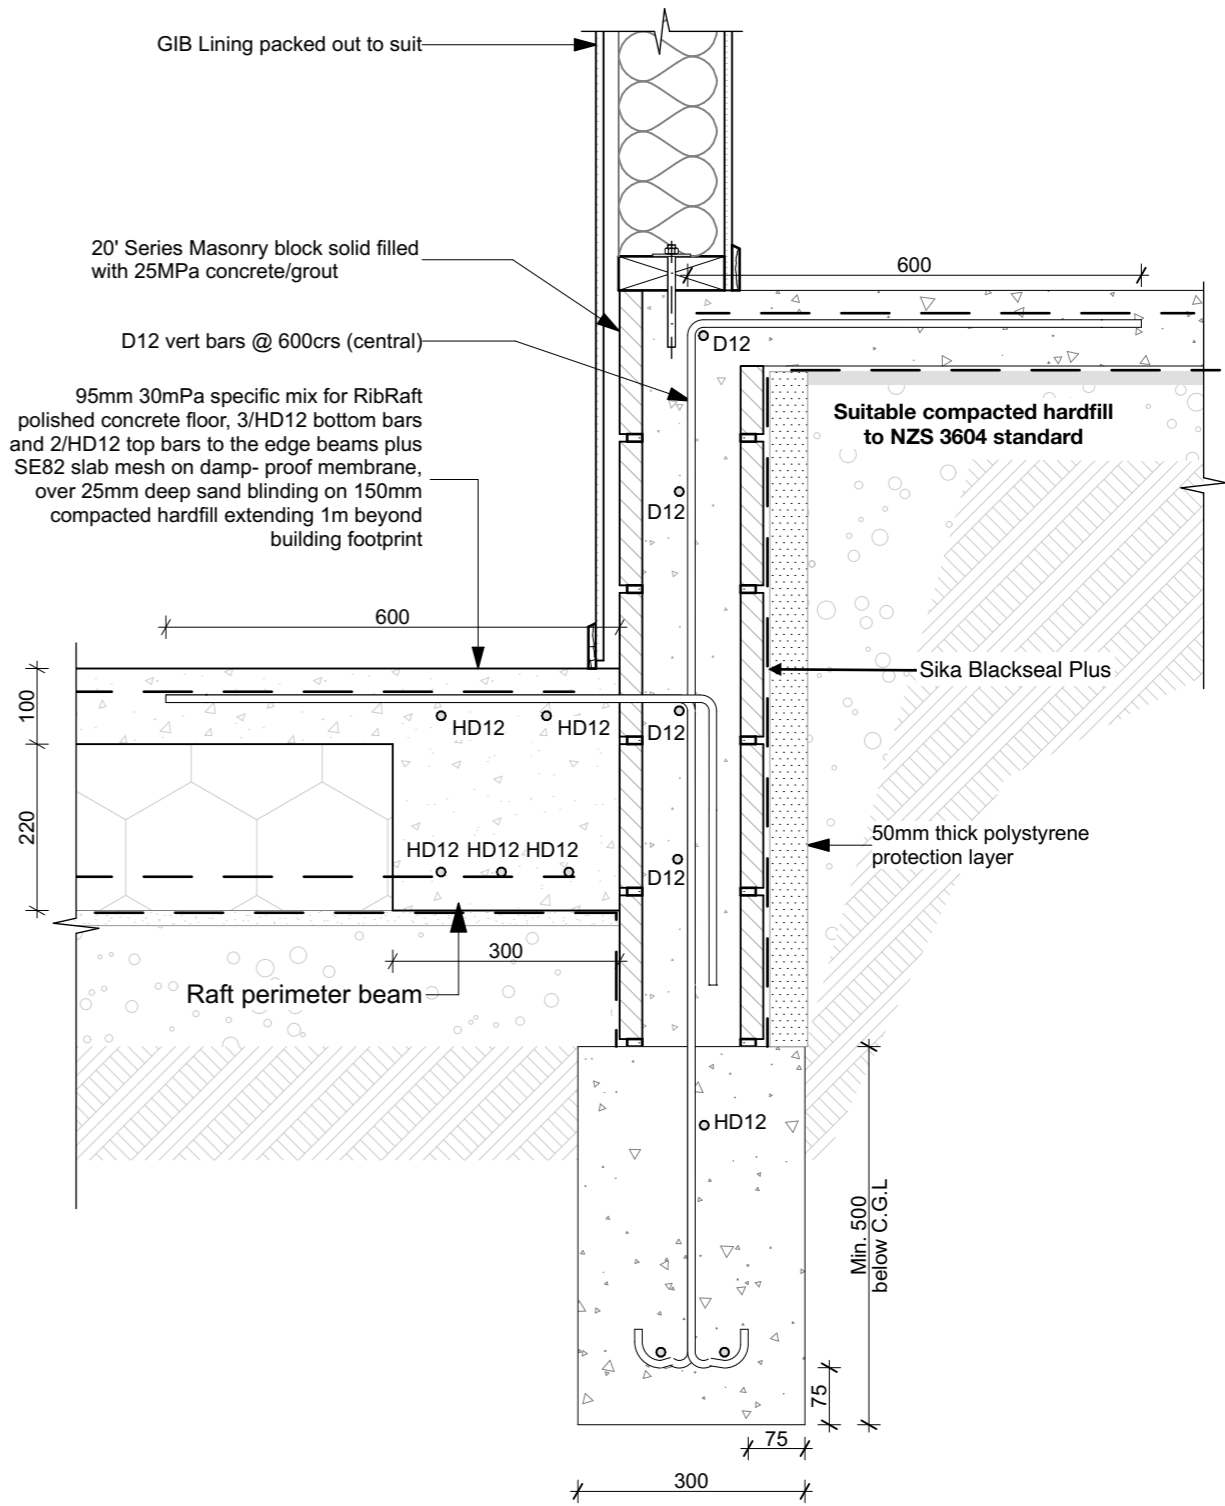 GIB Lining packed out to suit
20' Series Masonry block solid filled
with 25MPa concrete/grout
600
D12 vert bars @ 600crs (central)
D12
95mm 30mPa specific mix for RibRaft
polished concrete floor, 3/HD12 bottom bars
and 2/HD12 top bars to the edge beams plus
SE82 slab mesh on damp- proof membrane,
over 25mm deep sand blinding on 150mm
compacted hardfill extending 1m beyond
building footprint
Suitable compacted hardfill
to NZS 3604 standard
D12
600
Sika Blackseal Plus
100
HD12
HD12
D12
220
HD12
HD12
HD12
D12
50mm thick polystyrene
protection layer
300
Raft perimeter beam
HD12
Min. 500
below C.G.L
75
75
300